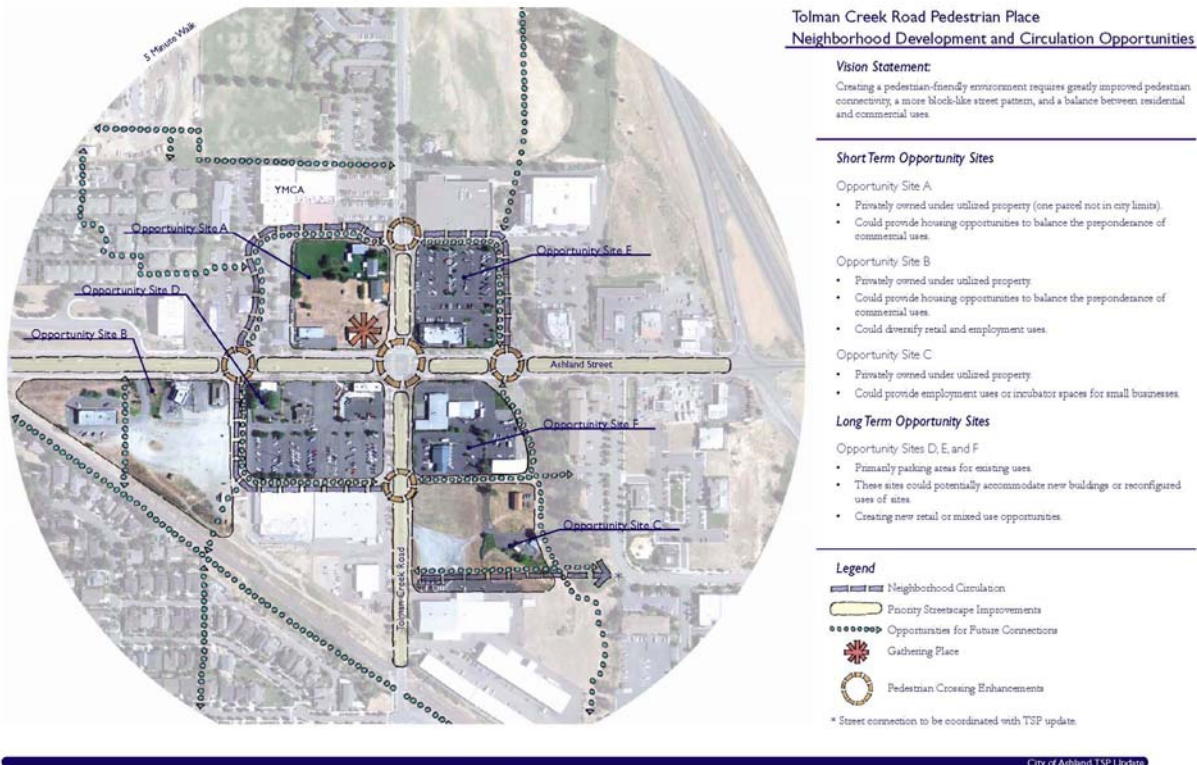 Tolman Creek Road Pedestrian Place
Neighborhood Development and Circulation Opportunities
Vision Statement:
Creating a pedestrian-friendly environment requires greatly improved pedestrian
connectivity, a more block-like street pattern, and a balance between residential
and commercial uses.
Short Term Opportunity Sites
Opportunity Site A
• Privately owned under utilized property (one parcel not in city limits).
• Could provide housing opportunities to balance the preponderance of
commercial uses.
Opportunity Site B
• Privately owned under utilized property.
• Could provide housing opportunities to balance the preponderance of
commercial uses.
• Could diversify retail and employment uses.
Opportunity Site C
• Privately owned under utilized property.
• Could provide employment uses or incubator spaces for small businesses.
Long Term Opportunity Sites
Opportunity Sites D, E, and F
• Primarily parking areas for existing uses.
• These sites could potentially accommodate new buildings or reconfigured
uses of sites.
• Creating new retail or mixed use opportunities.
Legend
Neighborhood Circulation
Priority Streetscape Improvements
Opportunities for Future Connections
Gathering Place
Pedestrian Crossing Enhancements
* Street connection to be coordinated with TSP update.
5 Minute Walk
YMCA
Opportunity Site A
Opportunity Site E
Opportunity Site D
Opportunity Site B
Ashland Street
Opportunity Site F
Opportunity Site C
*
Tolman Creek Road
City of Ashland TSP Update